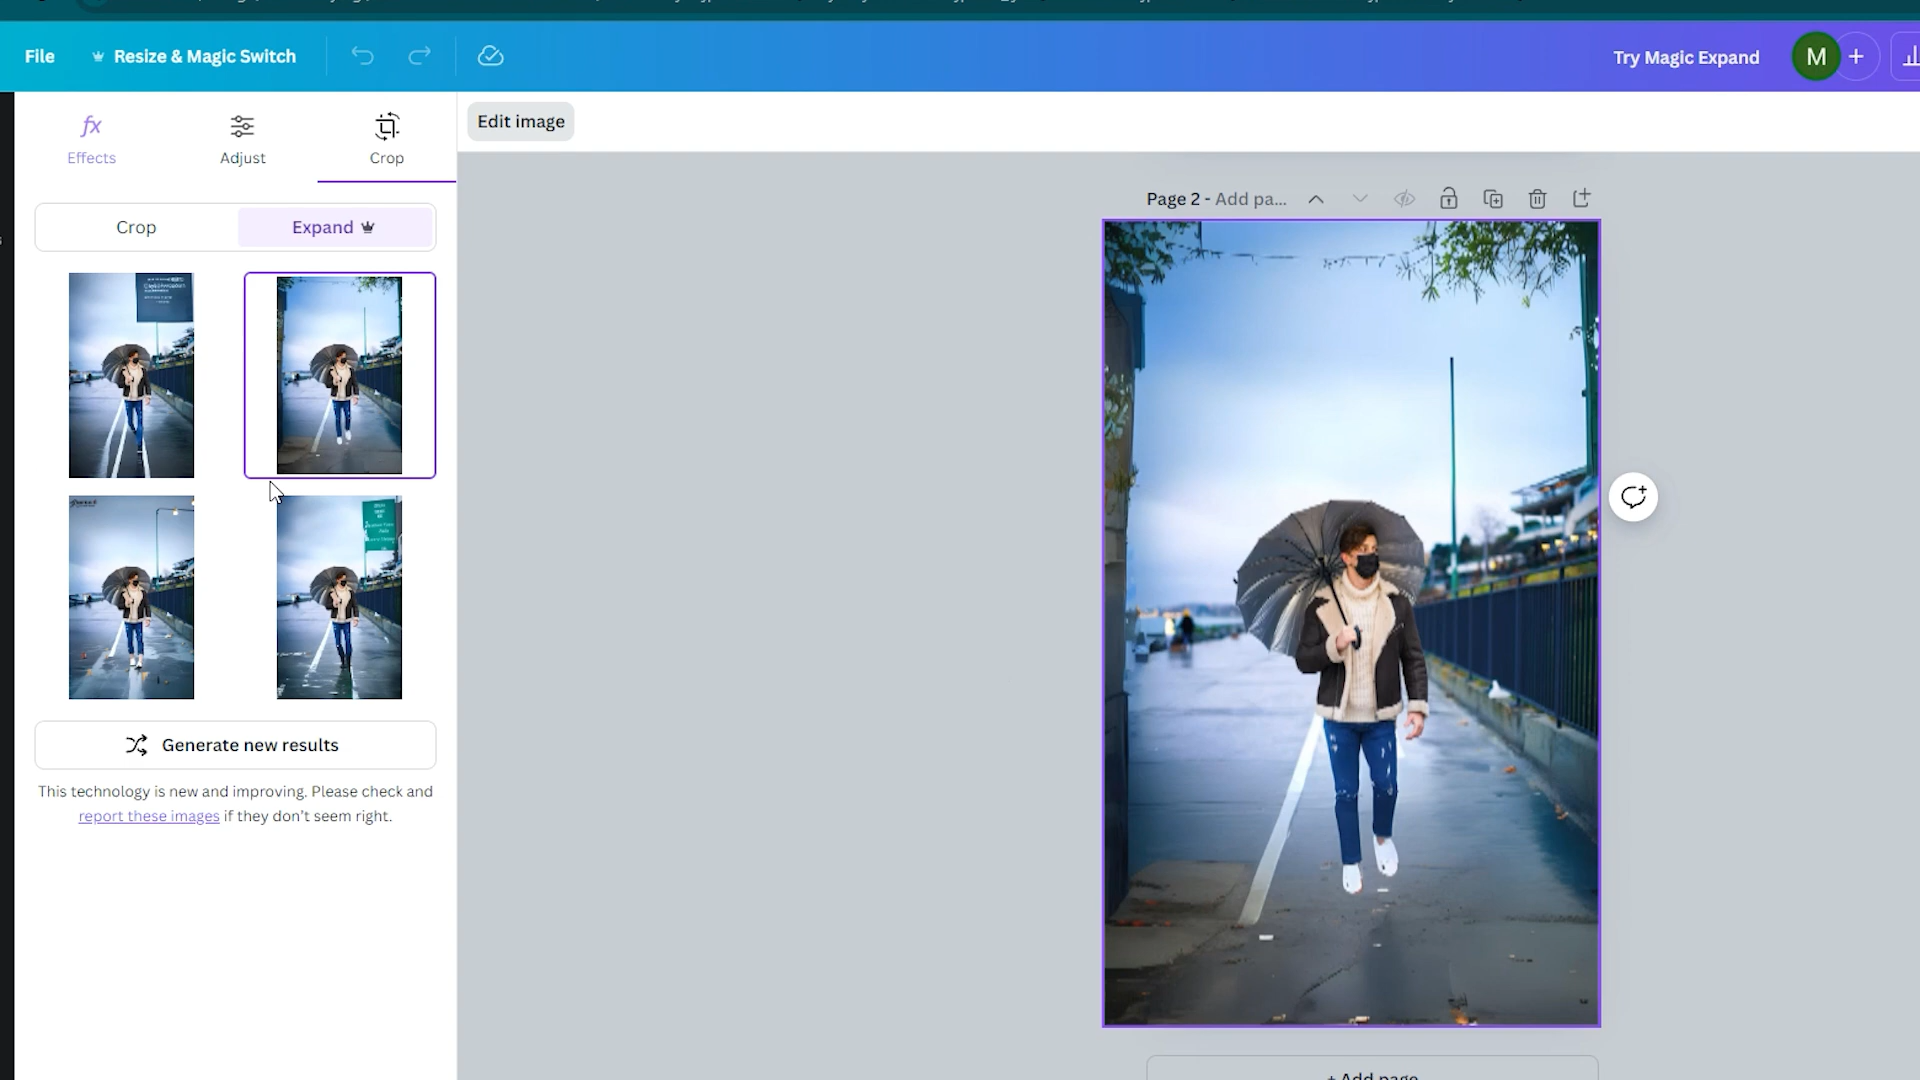 File
Resize & Magic Switch
Try Magic Expand
M
Effects
Adjust
Crop
Edit image
Crop
Expand
Page 2 - Add pa...
Generate new results
This technology is new and improving. Please check and
report these images if they don't seem right.
+ Add page